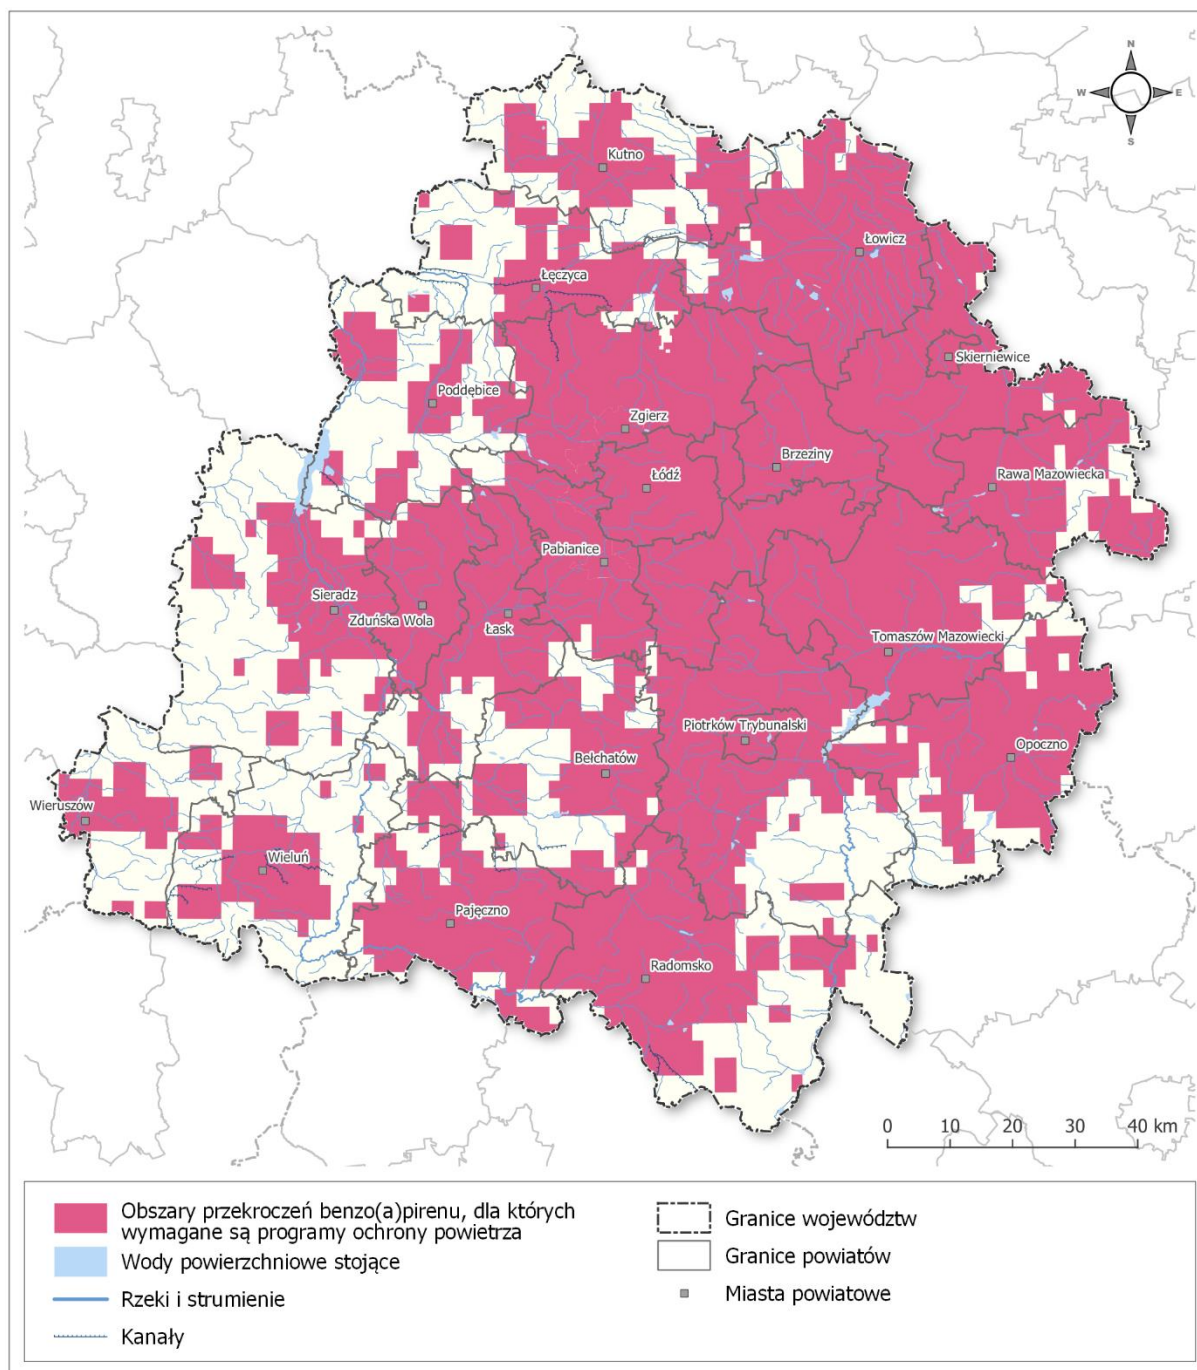 N
W
E
S
Kutno
Łowicz
Łęczyca
Skierniewice
Poddębice
Zgierz
Brzeziny
Łódź
Rawa Mazowiecka
Pabianice
Sieradz
Zduńska Wola
Łask
Tomaszów Mazowiecki
Piotrków Trybunalski
Opoczno
Bełchatów
Wieruszów
Wieluń
Pajęczno
Radomsko
0 10 20 30 40 km
Obszary przekroczeń benzo(a)pirenu, dla których
wymagane są programy ochrony powietrza
Wody powierzchniowe stojące
Rzeki i strumienie
Kanały
Granice województw
Granice powiatów
Miasta powiatowe